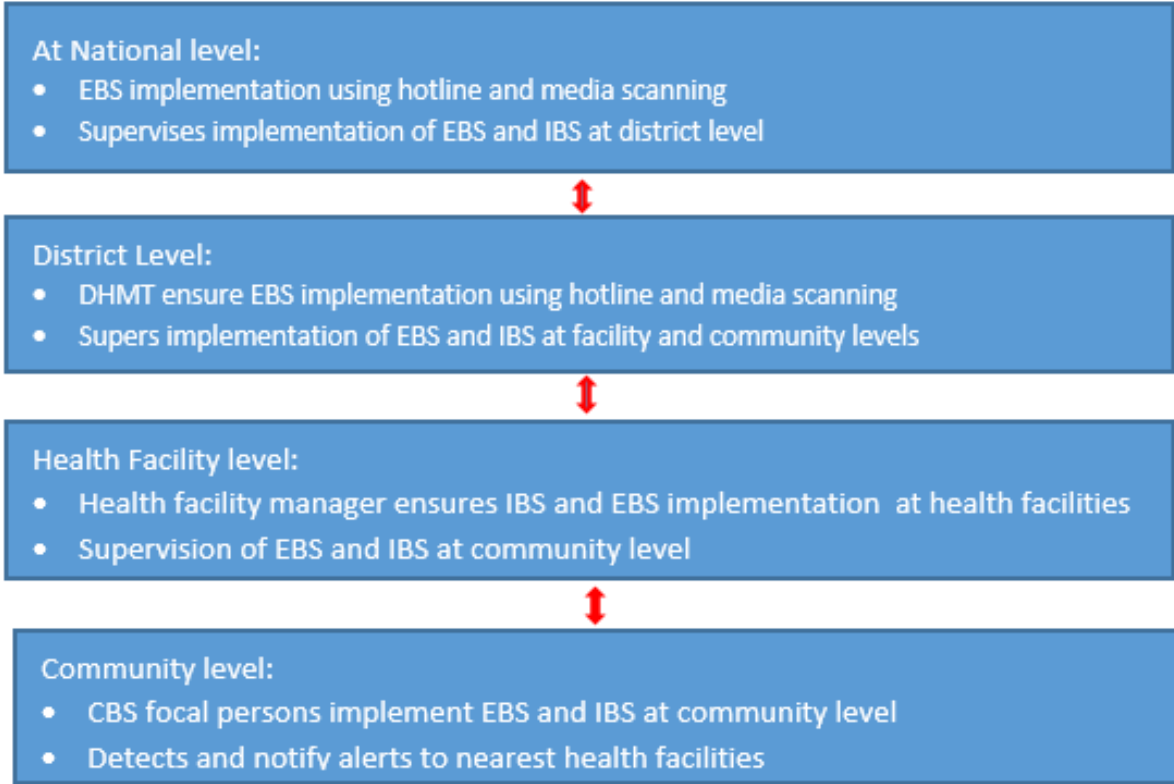 At National level:
• EBS implementation using hotline and media scanning
• Supervises implementation of EBS and IBS at district level
District Level:
• DHMT ensure EBS implementation using hotline and media scanning
• Supers implementation of EBS and IBS at facility and community levels
Health Facility level:
• Health facility manager ensures IBS and EBS implementation at health facilities
• Supervision of EBS and IBS at community level
Community level:
• CBS focal persons implement EBS and IBS at community level
• Detects and notify alerts to nearest health facilities